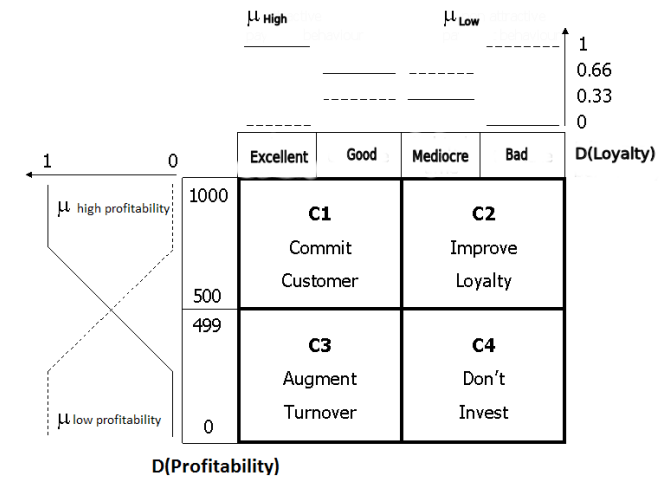 μ High μ Low
1
0.66
0.33
0
Excellent Good Mediocre Bad D(Loyalty)
1 0
1000
μ high profitability
C1 C2
Commit Improve
Customer Loyalty
500
499
C3 C4
Augment Don't
Turnover Invest
μ low profitability
0
D(Profitability)